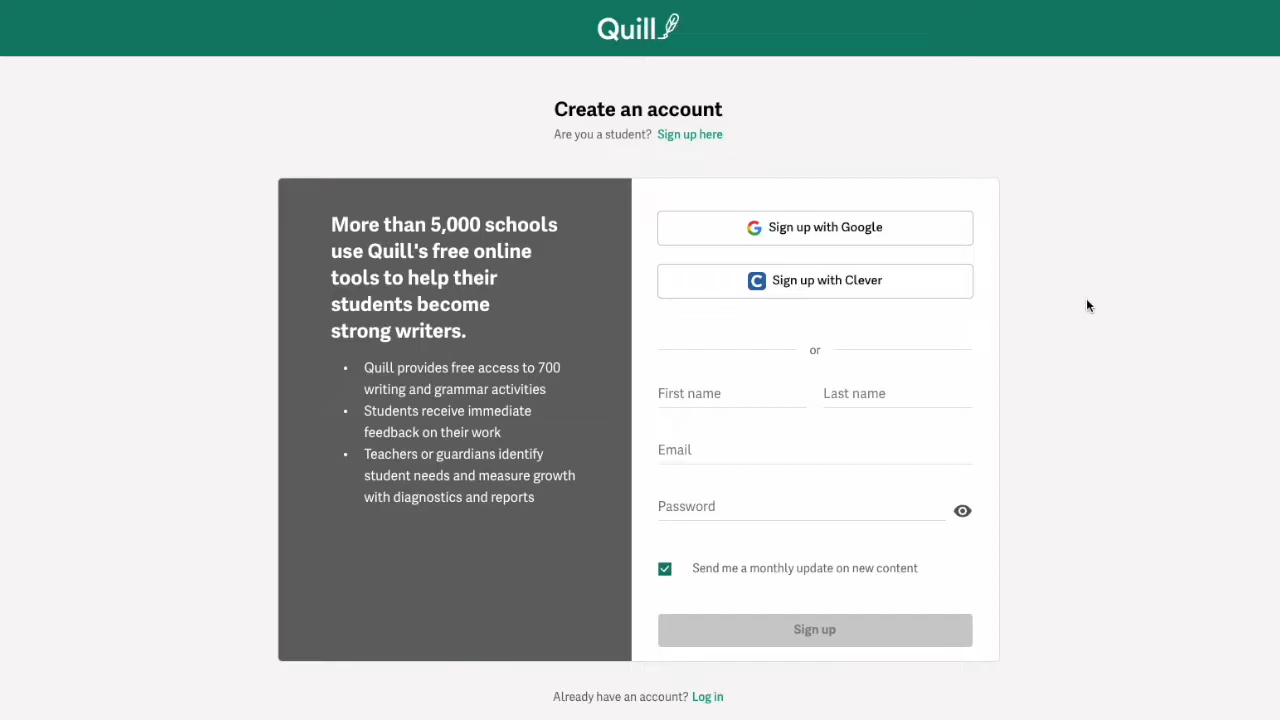 Quill
Create an account
Are you a student? Sign up here
More than 5,000 schools
use Quill's free online
tools to help their
students become
strong writers.
• Quill provides free access to 700
writing and grammar activities
• Students receive immediate
feedback on their work
• Teachers or guardians identify
student needs and measure growth
with diagnostics and reports
Sign up with Google
Sign up with Clever
or
First name Last name
Email
Password
Send me a monthly update on new content
Sign up
Already have an account? Log in